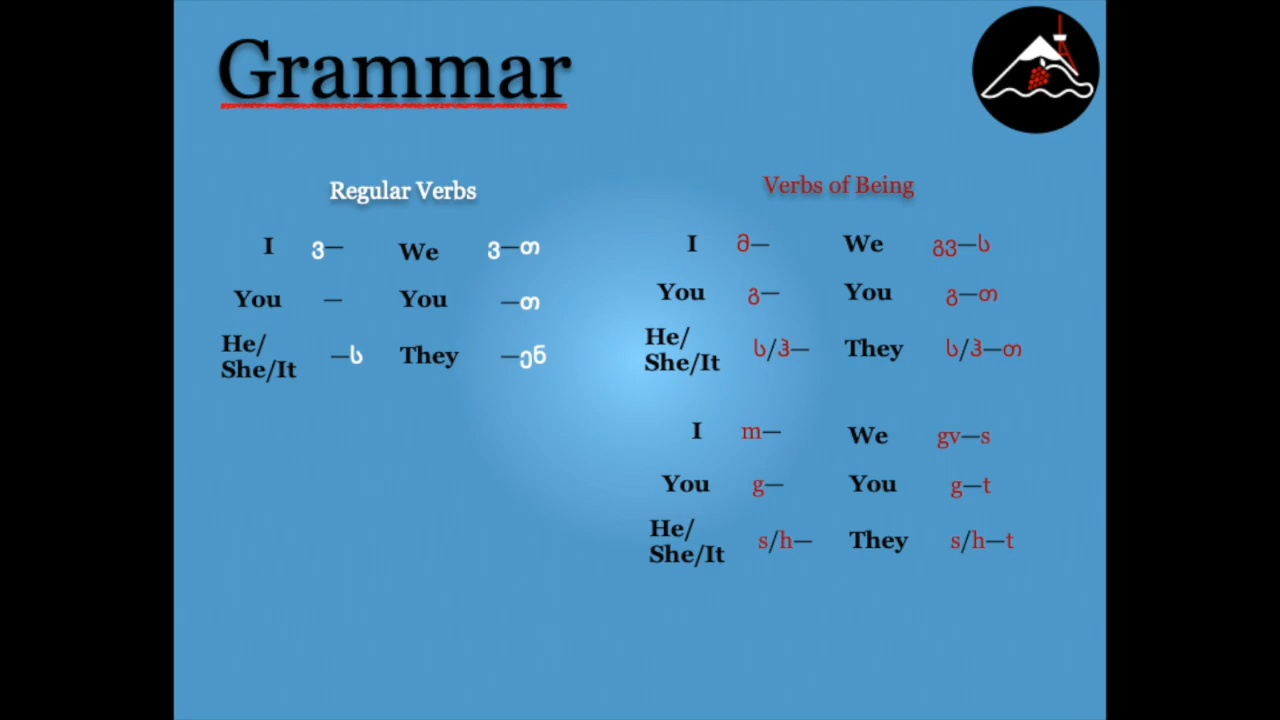 Grammar
Regular Verbs
I ვ— We ვ—თ
You — You —თ
He/
She/It —ს They —ენ
Verbs of Being
I მ— We გვ—ს
You გ— You გ—თ
He/
She/It ს/ჰ— They ს/ჰ—თ
I m— We gv—s
You g— You g—t
He/
She/It s/h— They s/h—t